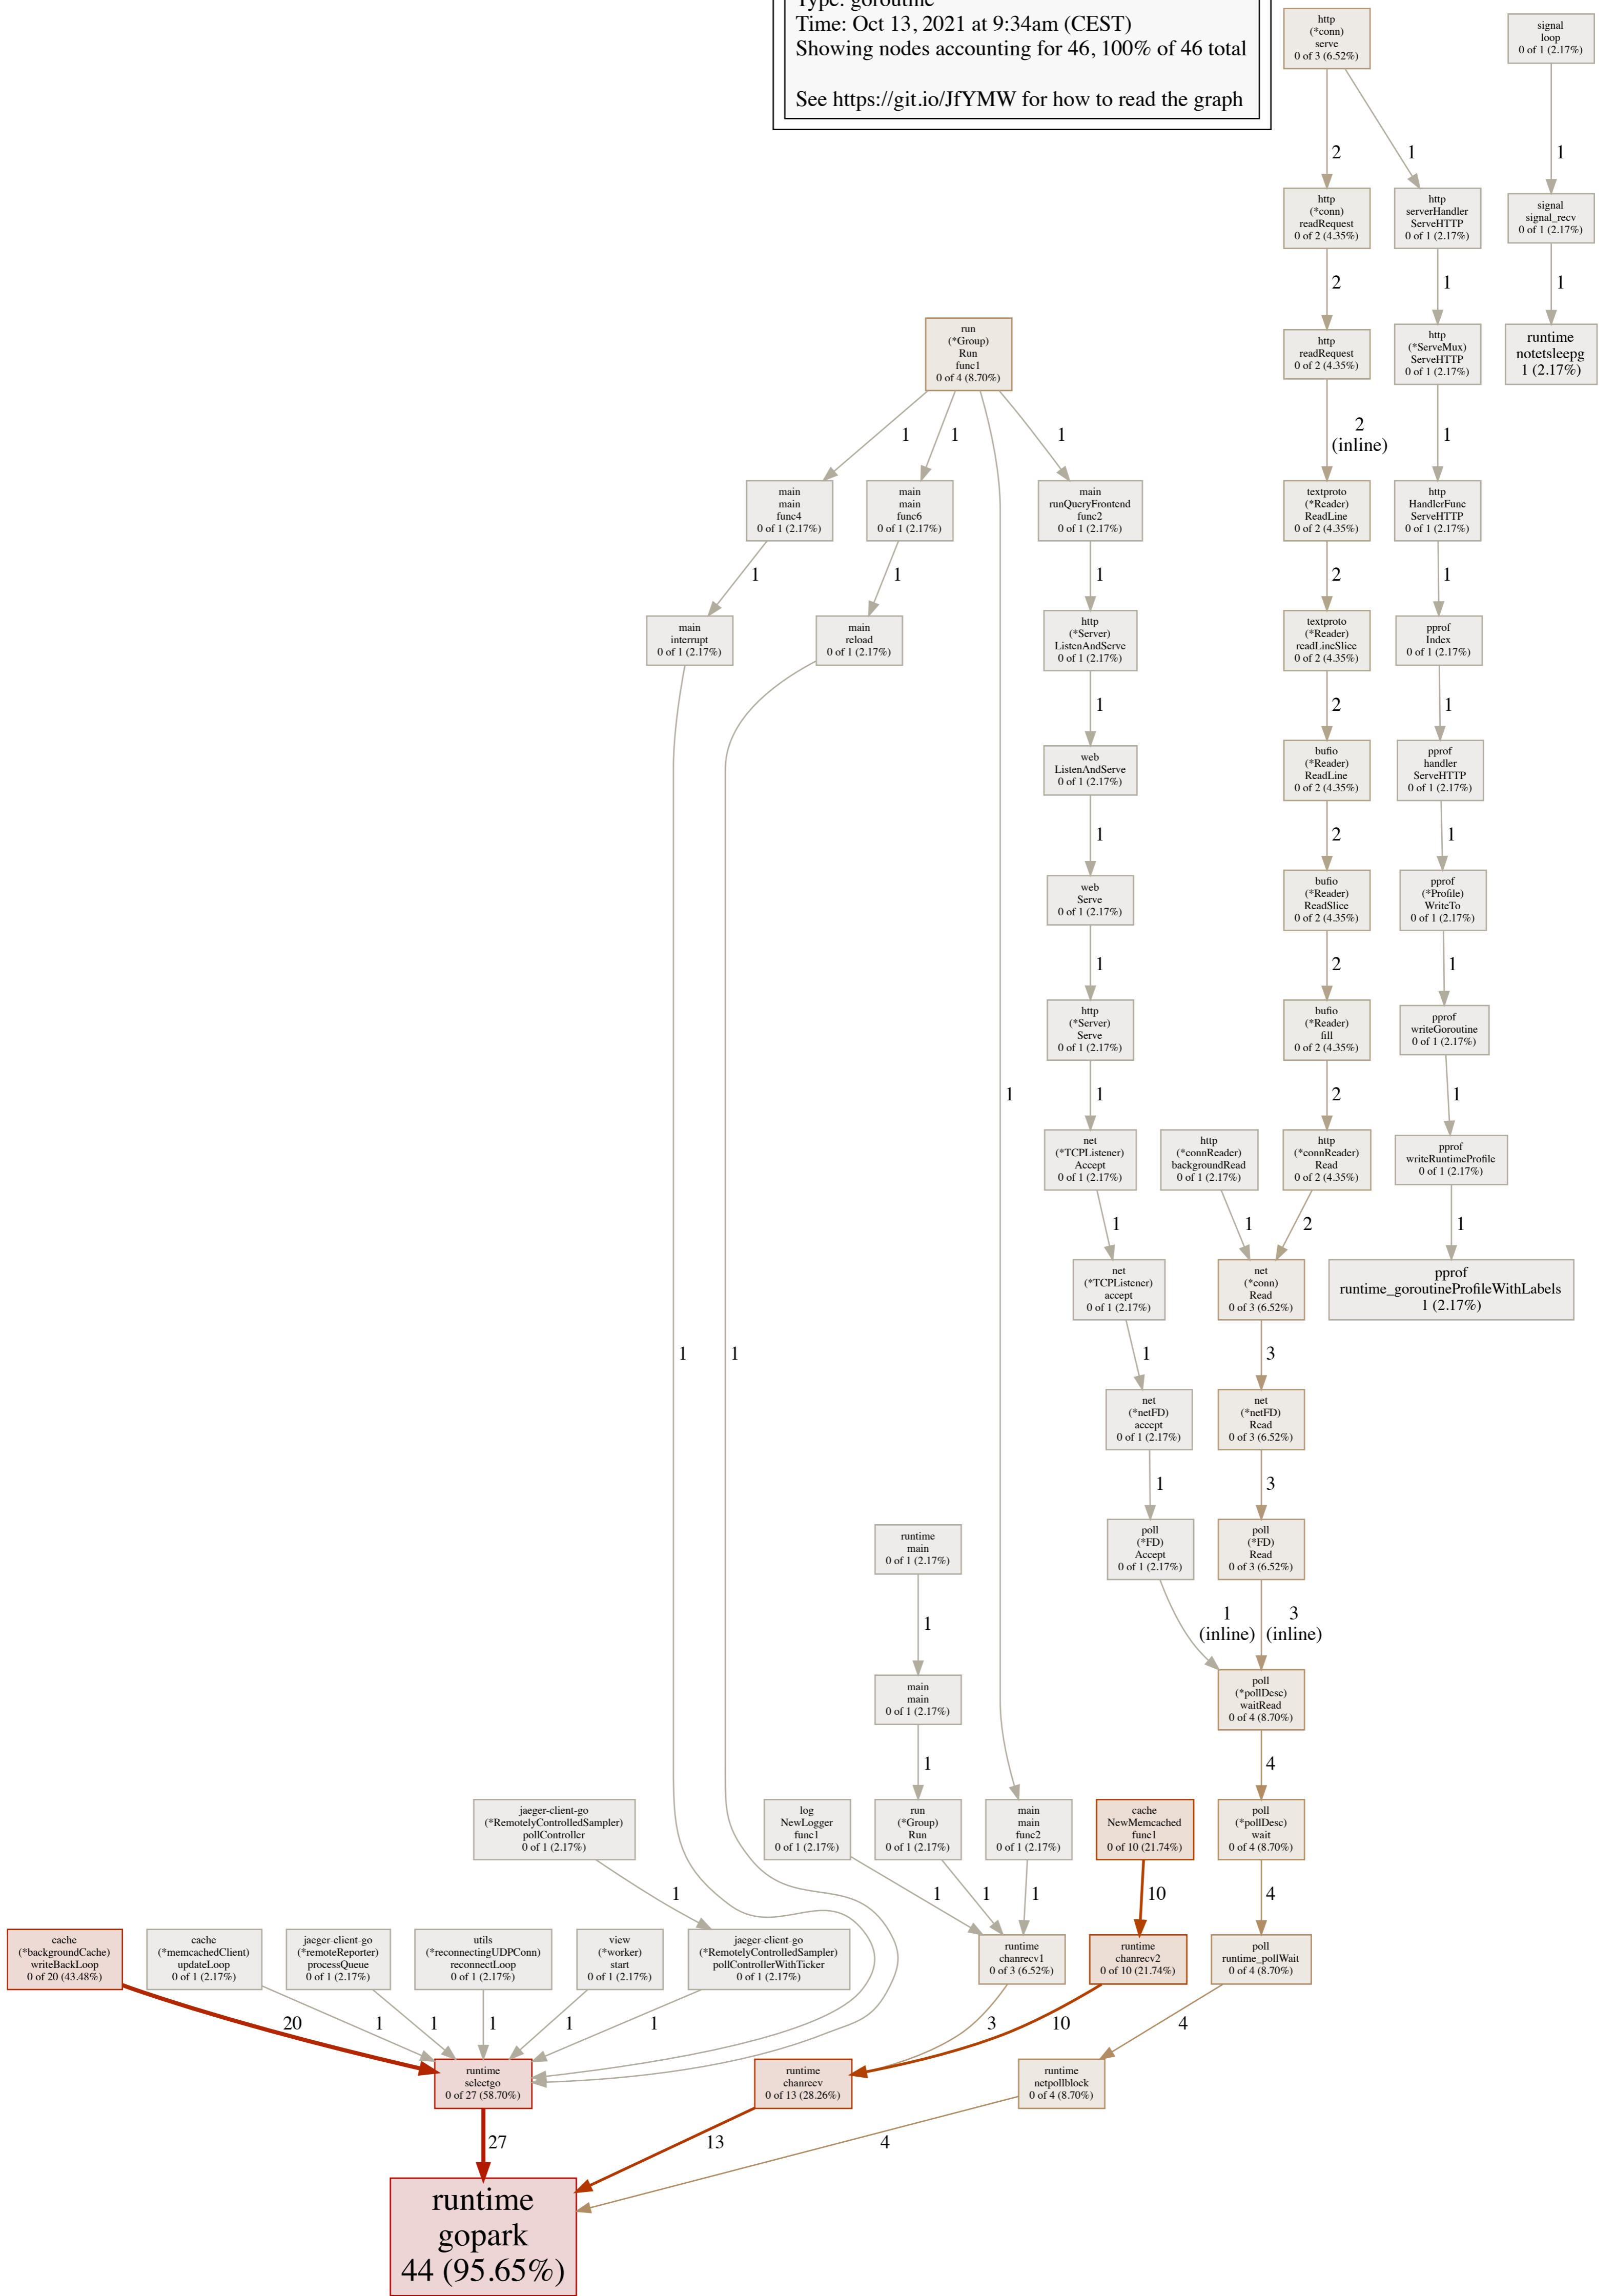 Type: goroutine
Time: Oct 13, 2021 at 9:34am (CEST)
Showing nodes accounting for 46, 100% of 46 total
See https://git.io/JfYMW for how to read the graph
http
(*conn)
serve
0 of 3 (6.52%)
signal
loop
0 of 1 (2.17%)
2
1
1
http
(*conn)
readRequest
0 of 2 (4.35%)
http
serverHandler
ServeHTTP
0 of 1 (2.17%)
signal
signal_recv
0 of 1 (2.17%)
2
1
1
run
(*Group)
Run
func1
0 of 4 (8.70%)
http
readRequest
0 of 2 (4.35%)
http
(*ServeMux)
ServeHTTP
0 of 1 (2.17%)
runtime
notetsleepg
1 (2.17%)
1
1
1
2
(inline)
1
main
main
func4
0 of 1 (2.17%)
main
main
func6
0 of 1 (2.17%)
main
runQueryFrontend
func2
0 of 1 (2.17%)
textproto
(*Reader)
ReadLine
0 of 2 (4.35%)
http
HandlerFunc
ServeHTTP
0 of 1 (2.17%)
1
1
1
2
1
main
interrupt
0 of 1 (2.17%)
main
reload
0 of 1 (2.17%)
http
(*Server)
ListenAndServe
0 of 1 (2.17%)
textproto
(*Reader)
readLineSlice
0 of 2 (4.35%)
pprof
Index
0 of 1 (2.17%)
1
2
1
web
ListenAndServe
0 of 1 (2.17%)
bufio
(*Reader)
ReadLine
0 of 2 (4.35%)
pprof
handler
ServeHTTP
0 of 1 (2.17%)
1
2
1
web
Serve
0 of 1 (2.17%)
bufio
(*Reader)
ReadSlice
0 of 2 (4.35%)
pprof
(*Profile)
WriteTo
0 of 1 (2.17%)
1
2
1
http
(*Server)
Serve
0 of 1 (2.17%)
bufio
(*Reader)
fill
0 of 2 (4.35%)
pprof
writeGoroutine
0 of 1 (2.17%)
1
1
2
1
net
(*TCPListener)
Accept
0 of 1 (2.17%)
http
(*connReader)
backgroundRead
0 of 1 (2.17%)
http
(*connReader)
Read
0 of 2 (4.35%)
pprof
writeRuntimeProfile
0 of 1 (2.17%)
1
1
2
1
net
(*TCPListener)
accept
0 of 1 (2.17%)
net
(*conn)
Read
0 of 3 (6.52%)
pprof
runtime_goroutineProfileWithLabels
1 (2.17%)
1
1
1
3
net
(*netFD)
accept
0 of 1 (2.17%)
net
(*netFD)
Read
0 of 3 (6.52%)
1
3
runtime
main
0 of 1 (2.17%)
poll
(*FD)
Accept
0 of 1 (2.17%)
poll
(*FD)
Read
0 of 3 (6.52%)
1
1
(inline)
3
(inline)
main
main
0 of 1 (2.17%)
poll
(*pollDesc)
waitRead
0 of 4 (8.70%)
1
4
jaeger-client-go
(*RemotelyControlledSampler)
pollController
0 of 1 (2.17%)
log
NewLogger
func1
0 of 1 (2.17%)
run
(*Group)
Run
0 of 1 (2.17%)
main
main
func2
0 of 1 (2.17%)
cache
NewMemcached
func1
0 of 10 (21.74%)
poll
(*pollDesc)
wait
0 of 4 (8.70%)
1
1
1
1
10
4
cache
(*backgroundCache)
writeBackLoop
0 of 20 (43.48%)
cache
(*memcachedClient)
updateLoop
0 of 1 (2.17%)
jaeger-client-go
(*remoteReporter)
processQueue
0 of 1 (2.17%)
utils
(*reconnectingUDPConn)
reconnectLoop
0 of 1 (2.17%)
view
(*worker)
start
0 of 1 (2.17%)
jaeger-client-go
(*RemotelyControlledSampler)
pollControllerWithTicker
0 of 1 (2.17%)
runtime
chanrecv1
0 of 3 (6.52%)
runtime
chanrecv2
0 of 10 (21.74%)
poll
runtime_pollWait
0 of 4 (8.70%)
20
1
1
1
1
1
3
10
4
runtime
selectgo
0 of 27 (58.70%)
runtime
chanrecv
0 of 13 (28.26%)
runtime
netpollblock
0 of 4 (8.70%)
27
13
4
runtime
gopark
44 (95.65%)